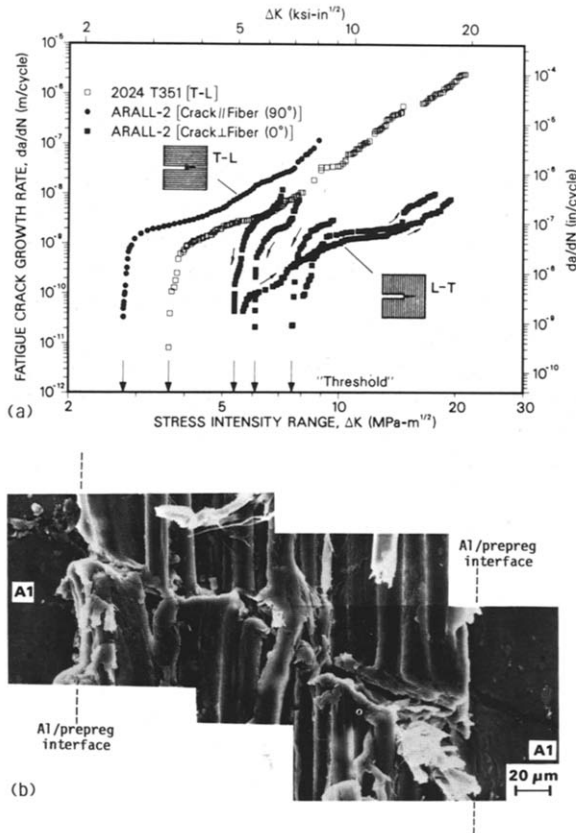 ΔK (ksi-in^1/2)
2 5 10 20
10^-5
10^-6
10^-7
10^-8
10^-9
10^-10
10^-11
10^-12
FATIGUE CRACK GROWTH RATE, da/dN (m/cycle)
□ 2024 T351 [T-L]
● ARALL-2 [Crack//Fiber (90°)]
■ ARALL-2 [Crack⊥Fiber (0°)]
T-L
L-T
"Threshold"
10^-4
10^-5
10^-6
10^-7
10^-8
10^-9
10^-10
da/dN (in/cycle)
(a)
2 5 10 20 30
STRESS INTENSITY RANGE, ΔK (MPa-m^1/2)
Al/prepreg
interface
Al
Al/prepreg
interface
Al
20 μm
(b)